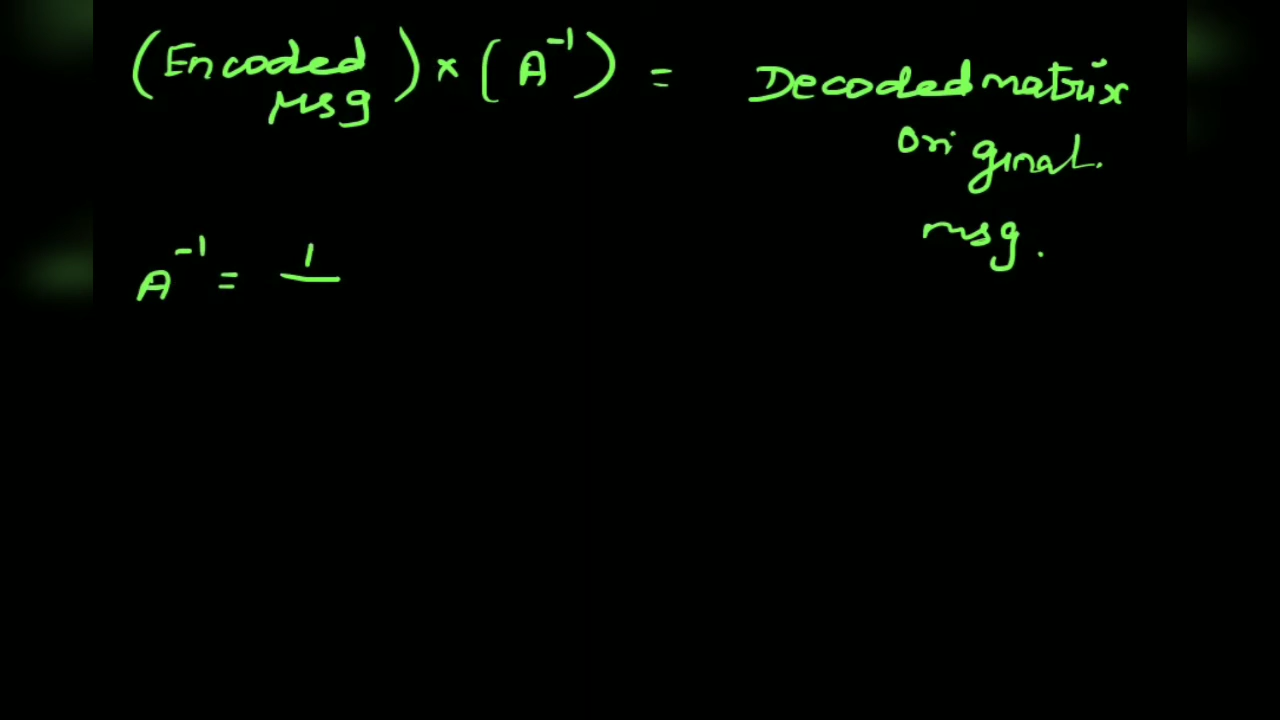 (Encoded msg) × (A⁻¹) = Decoded matrix
Original.
msg.
A⁻¹ = 1